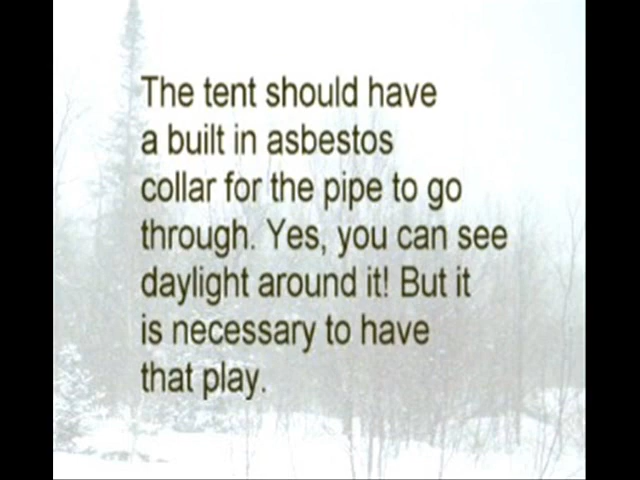 The tent should have
a built in asbestos
collar for the pipe to go
through. Yes, you can see
daylight around it! But it
is necessary to have
that play.